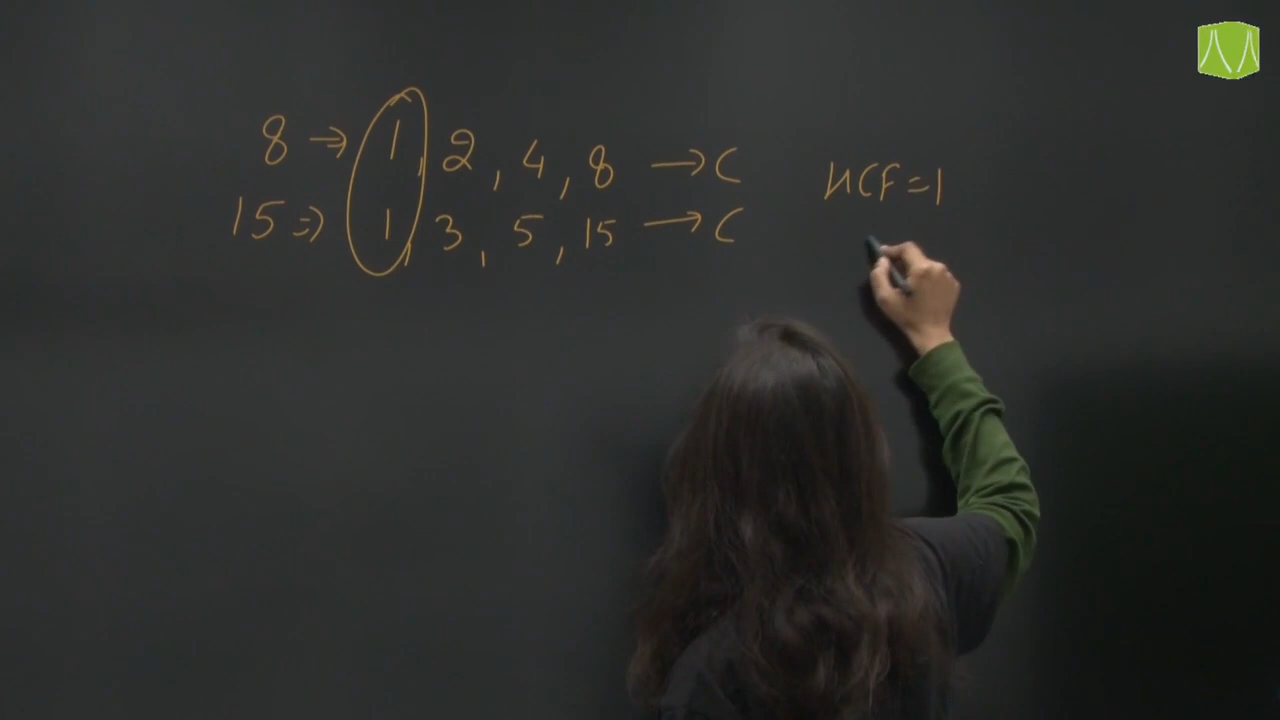 8 → 1, 2, 4, 8 → C
15 ⇒ 1, 3, 5, 15 → C
HCF=1